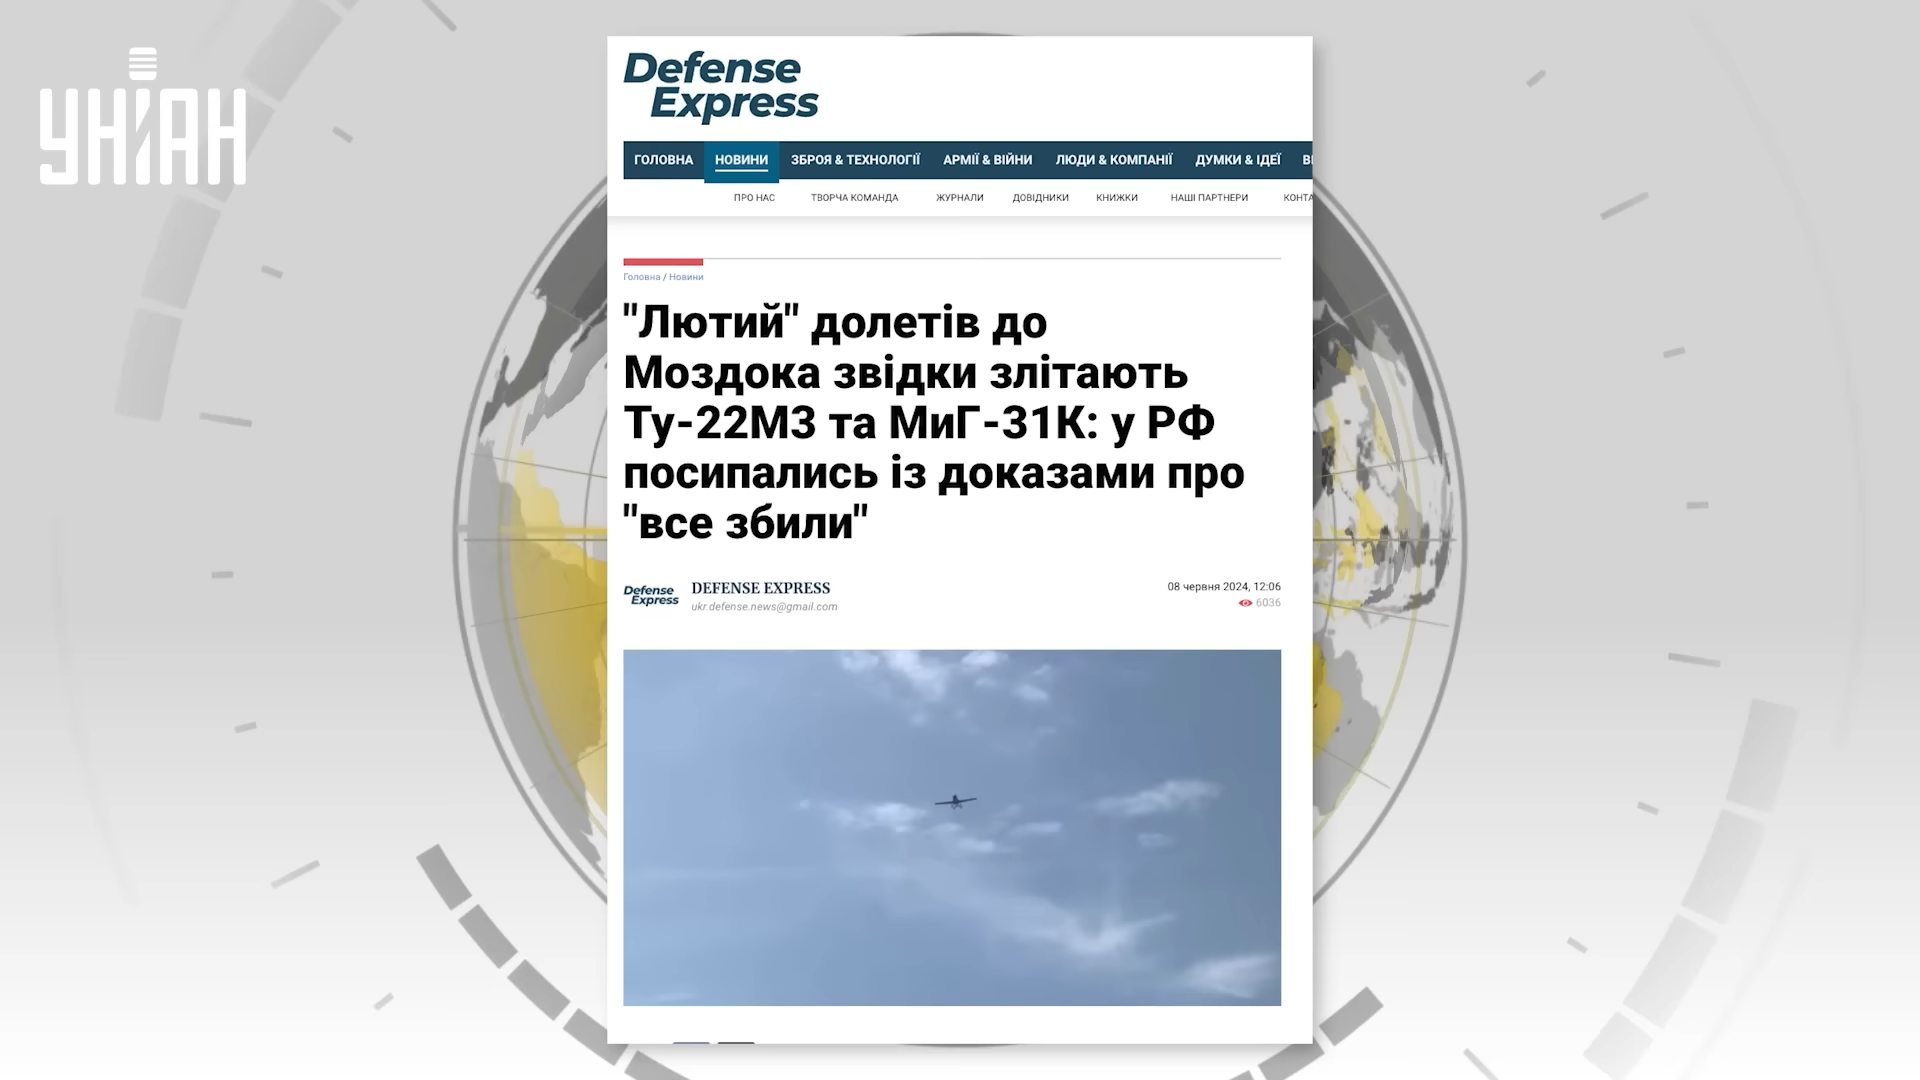 УНІАН
Defense
Express
ГОЛОВНА НОВИНИ ЗБРОЯ & ТЕХНОЛОГІЇ АРМІЇ & ВІЙНИ ЛЮДИ & КОМПАНІЇ ДУМКИ & ІДЕЇ
ПРО НАС ТВОРЧА КОМАНДА ЖУРНАЛИ ДОВІДНИКИ КНИЖКИ НАШІ ПАРТНЕРИ КОНТА
Головна / Новини
"Лютий" долетів до
Моздока звідки злітають
Ту-22М3 та МиГ-31К: у РФ
посипались із доказами про
"все збили"
Defense
Express
DEFENSE EXPRESS
ukr.defense.news@gmail.com
08 червня 2024, 12:06
6036